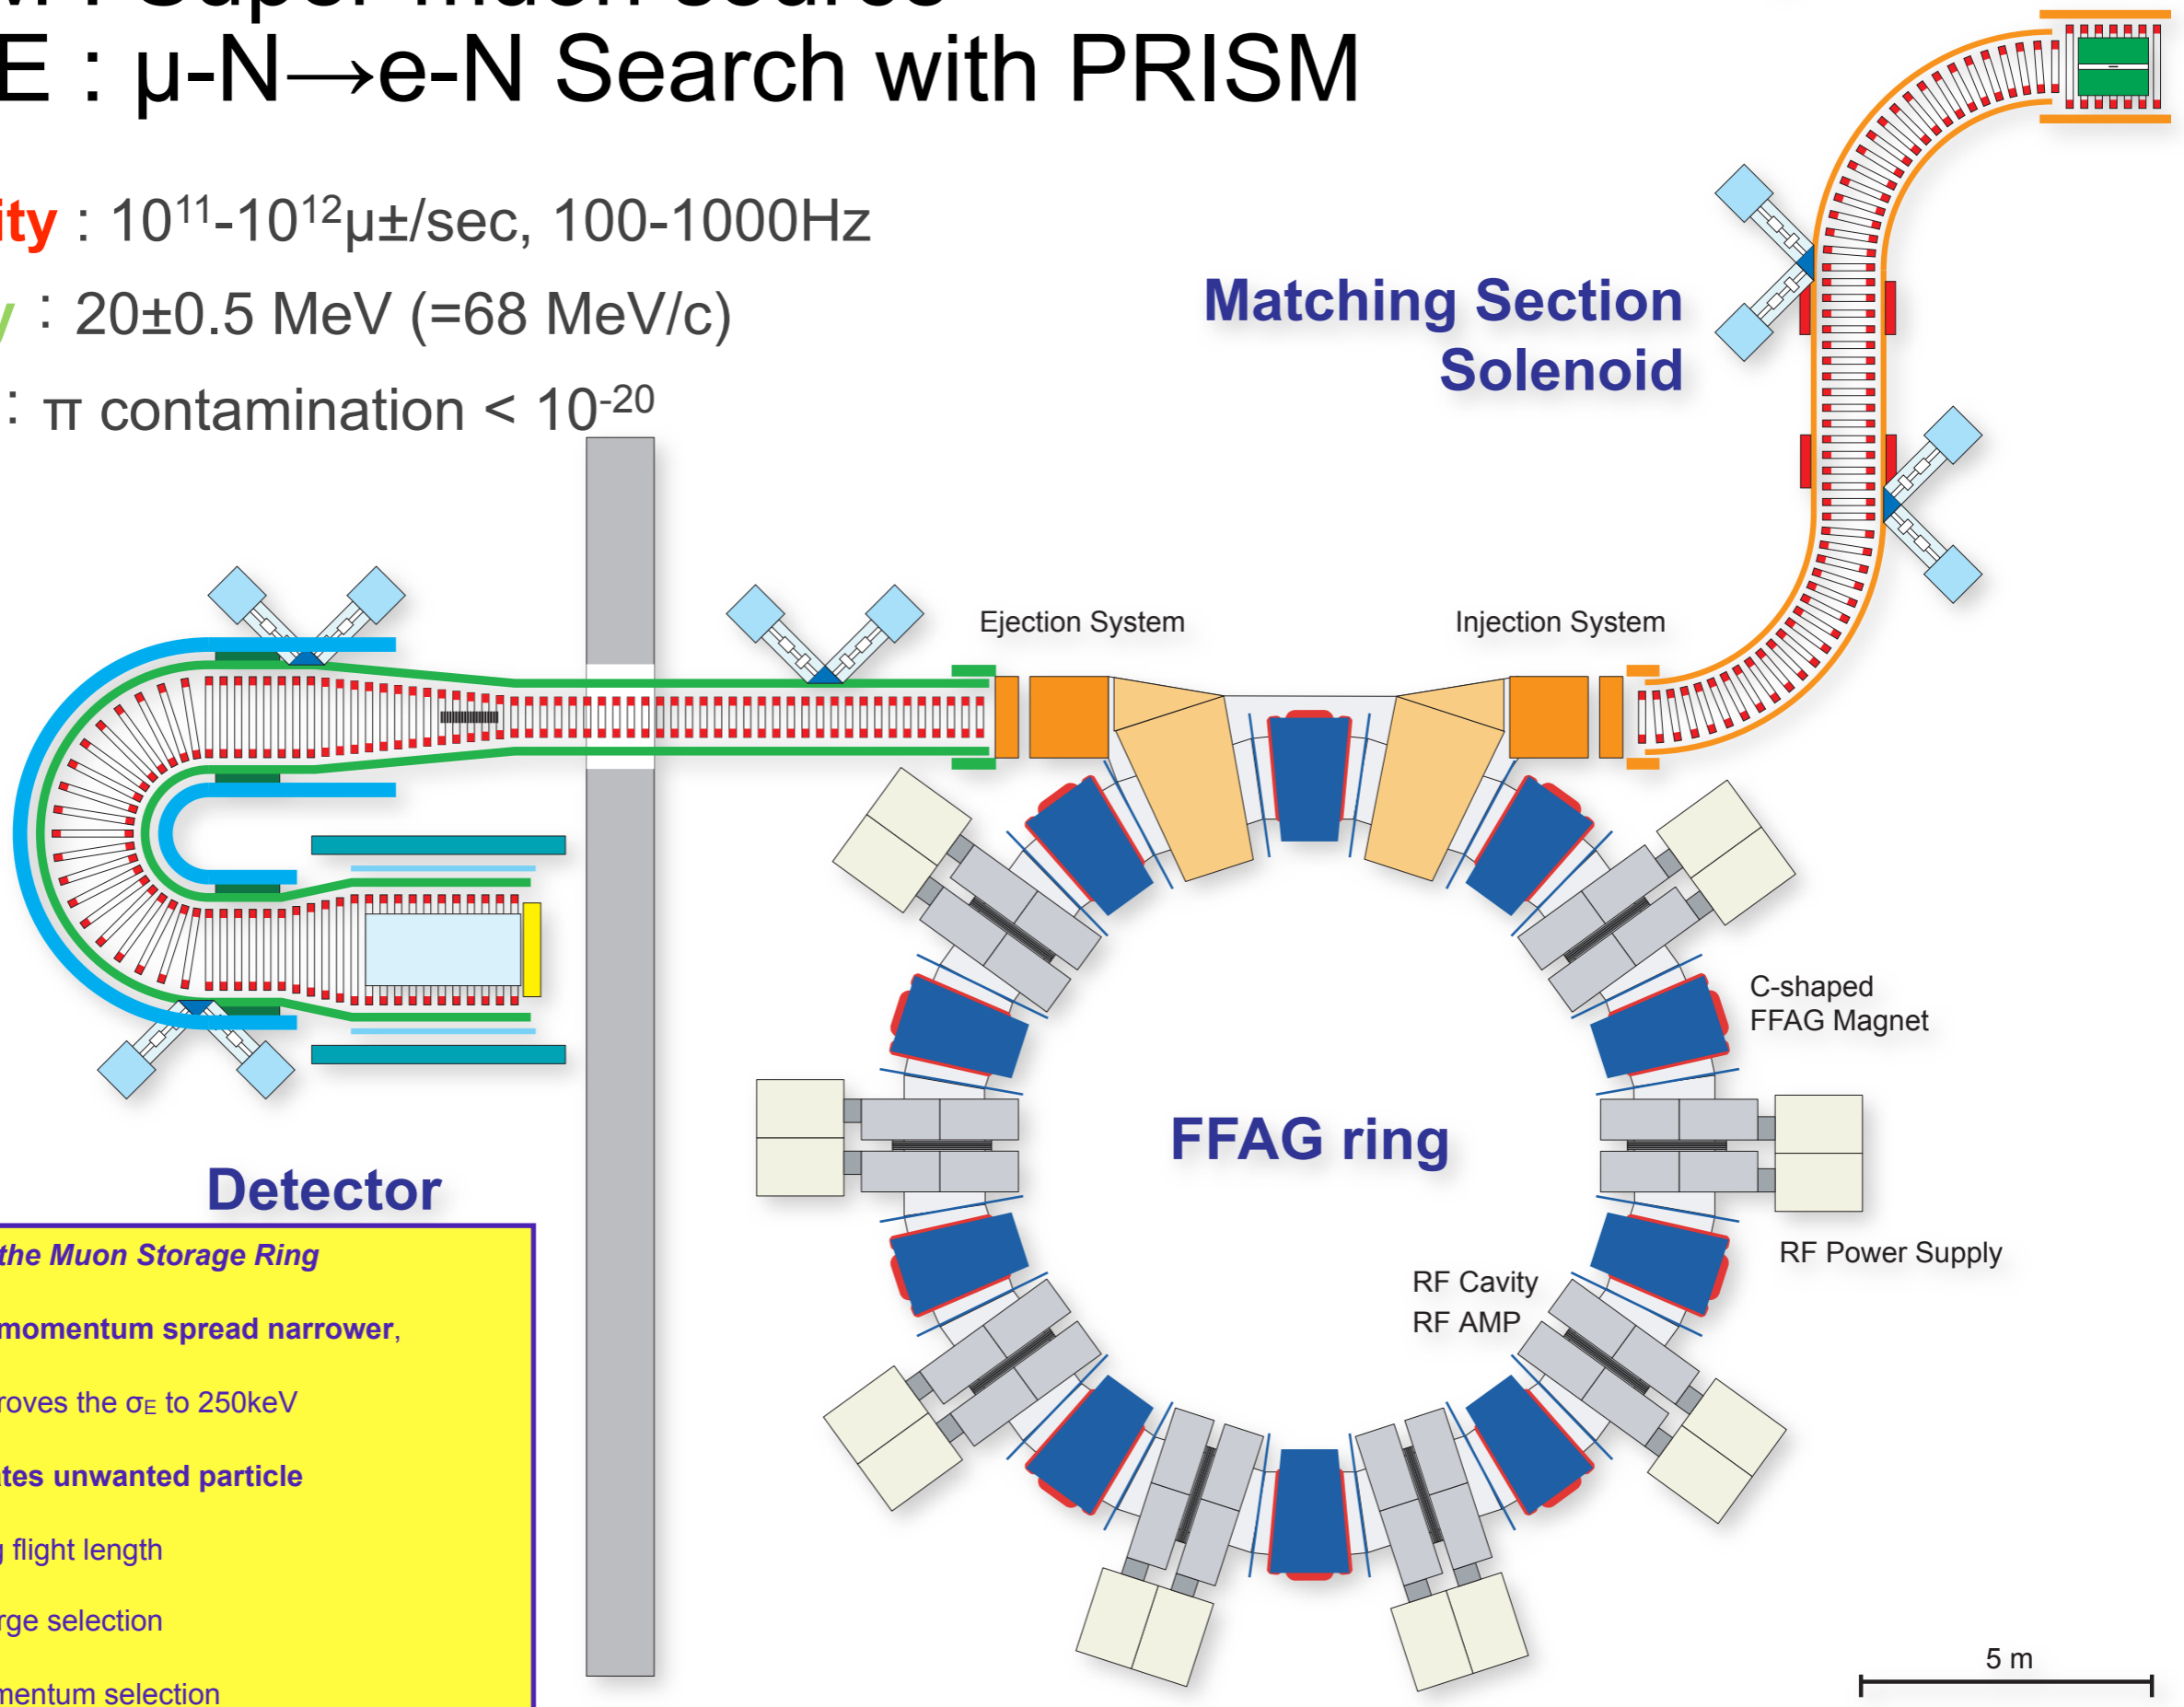 : Super muon source
E : μ-N→e-N Search with PRISM
ity : 10¹¹-10¹²μ±/sec, 100-1000Hz
y : 20±0.5 MeV (=68 MeV/c)
: π contamination < 10⁻²⁰
Matching Section
Solenoid
Ejection System
Injection System
C-shaped
FFAG Magnet
FFAG ring
RF Power Supply
RF Cavity
RF AMP
5 m
Detector
the Muon Storage Ring
momentum spread narrower,
roves the σE to 250keV
tes unwanted particle
g flight length
rge selection
mentum selection